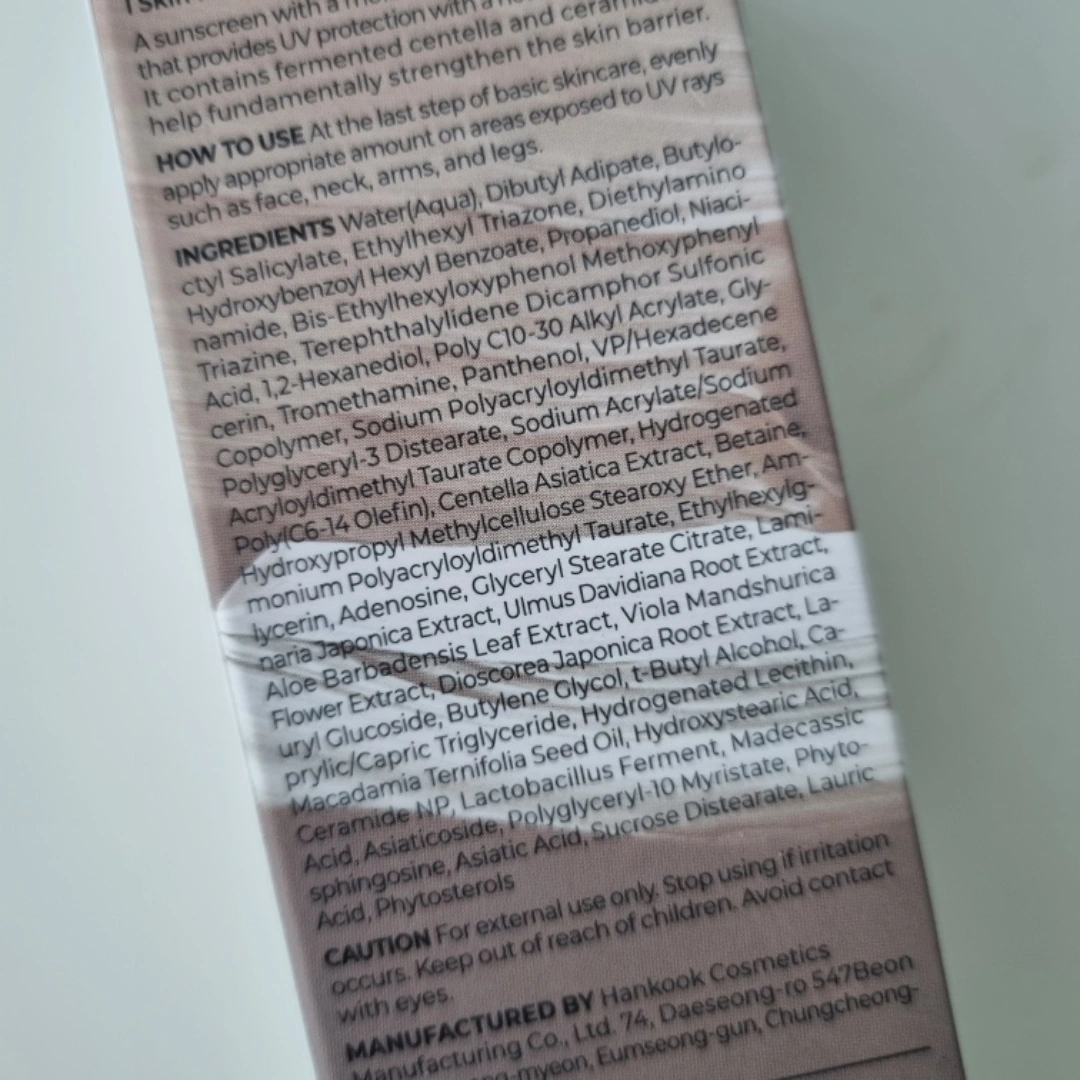 A sunscreen with a
that provides UV protection with a
It contains fermented centella and
help fundamentally strengthen the skin barrier.
HOW TO USE At the last step of basic skincare, evenly
apply appropriate amount on areas exposed to UV rays
such as face, neck, arms, and legs.
INGREDIENTS Water(Aqua), Dibutyl Adipate, Butylo-
ctyl Salicylate, Ethylhexyl Triazone, Diethylamino
Hydroxybenzoyl Hexyl Benzoate, Propanediol, Niaci-
namide, Bis-Ethylhexyloxyphenol Methoxyphenyl
Triazine, Terephthalylidene Dicamphor Sulfonic
Acid, 1,2-Hexanediol, Poly C10-30 Alkyl Acrylate, Gly-
cerin, Tromethamine, Panthenol, VP/Hexadecene
Copolymer, Sodium Polyacryloyldimethyl Taurate,
Polyglyceryl-3 Distearate, Sodium Acrylate/Sodium
Acryloyldimethyl Taurate Copolymer, Hydrogenated
Poly(C6-14 Olefin), Centella Asiatica Extract, Betaine,
Hydroxypropyl Methylcellulose Stearoxy Ether, Am-
monium Polyacryloyldimethyl Taurate, Ethylhexylg-
lycerin, Adenosine, Glyceryl Stearate Citrate, Lami-
naria Japonica Extract, Ulmus Davidiana Root Extract,
Aloe Barbadensis Leaf Extract, Viola Mandshurica
Flower Extract, Dioscorea Japonica Root Extract, La-
uryl Glucoside, Butylene Glycol, t-Butyl Alcohol, Ca-
prylic/Capric Triglyceride, Hydrogenated Lecithin,
Macadamia Ternifolia Seed Oil, Hydroxystearic Acid,
Ceramide NP, Lactobacillus Ferment, Madecassic
Acid, Asiaticoside, Polyglyceryl-10 Myristate, Phyto-
sphingosine, Asiatic Acid, Sucrose Distearate, Lauric
Acid, Phytosterols
CAUTION For external use only. Stop using if irritation
occurs. Keep out of reach of children. Avoid contact
with eyes.
MANUFACTURED BY Hankook Cosmetics
Manufacturing Co., Ltd. 74, Daeseong-ro 547Beon
Eumseong-gun, Chungcheong-